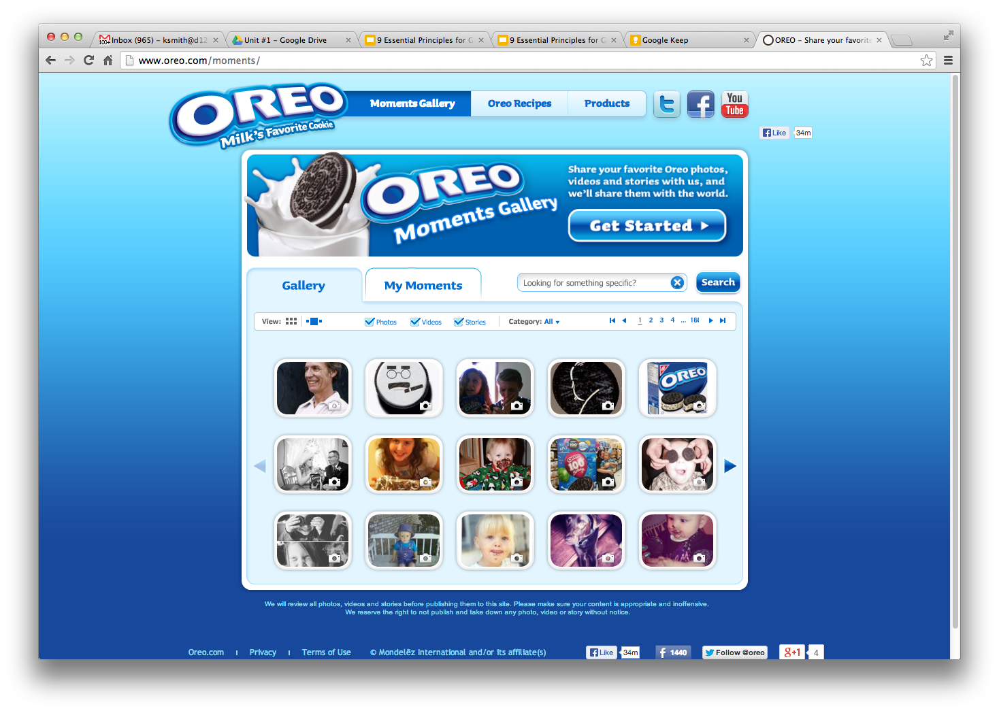 Inbox (965) – ksmith@d12
Unit #1 – Google Drive
9 Essential Principles for G
9 Essential Principles for G
Google Keep
OREO – Share your favorite
www.oreo.com/moments/
OREO
Milk's Favorite Cookie
Moments Gallery
Oreo Recipes
Products
You
Tube
Like
34m
OREO
Moments Gallery
Share your favorite Oreo photos,
videos and stories with us, and
we'll share them with the world.
Get Started
Gallery
My Moments
Looking for something specific?
Search
View:
Photos
Videos
Stories
Category: All
1 2 3 4 ... 16
OREO
100
We will review all photos, videos and stories before publishing them to this site. Please make sure your content is appropriate and inoffensive.
We reserve the right to not publish and take down any photo, video or story without notice.
Oreo.com
Privacy
Terms of Use
© Mondelēz International and/or its affiliate(s)
Like
34m
1440
Follow @oreo
g+1
4